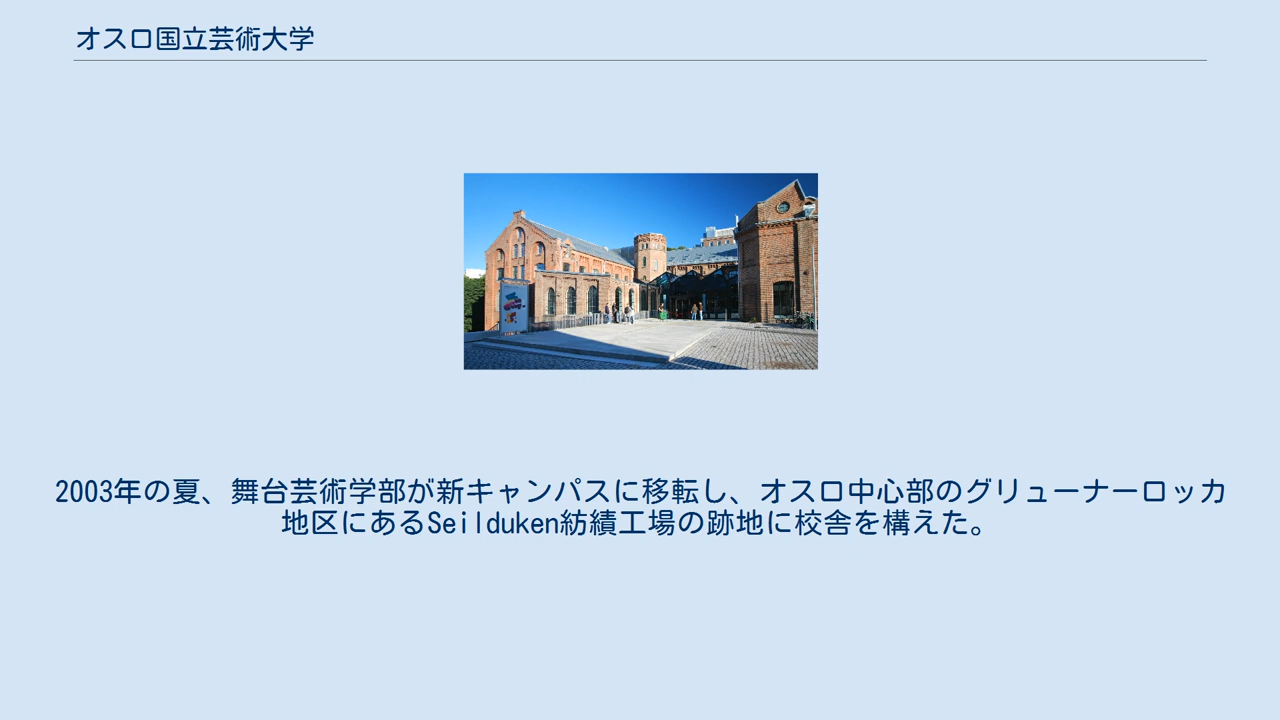 オスロ国立芸術大学
2003年の夏、舞台芸術学部が新キャンパスに移転し、オスロ中心部のグリューナーロッカ
地区にあるSeilduken紡績工場の跡地に校舎を構えた。